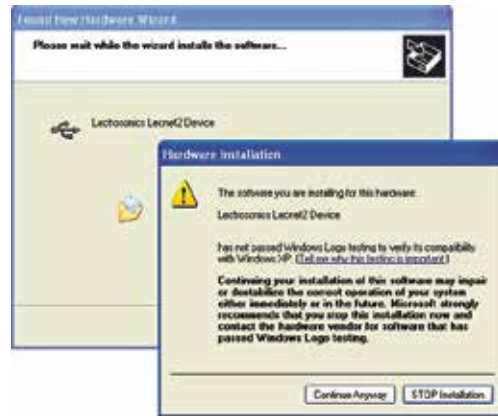 Found New Hardware Wizard
Please wait while the wizard installs the software...
Lectrosonics Lecnet2 Device
Hardware Installation
The software you are installing for this hardware:
Lectrosonics Lecnet2 Device
has not passed Windows Logo testing to verify its compatibility
with Windows XP. (Tell me why this testing is important.)
Continuing your installation of this software may impair
or destabilize the correct operation of your system
either immediately or in the future. Microsoft strongly
recommends that you stop this installation now and
contact the hardware vendor for software that has
passed Windows Logo testing.
Continue Anyway
STOP Installation